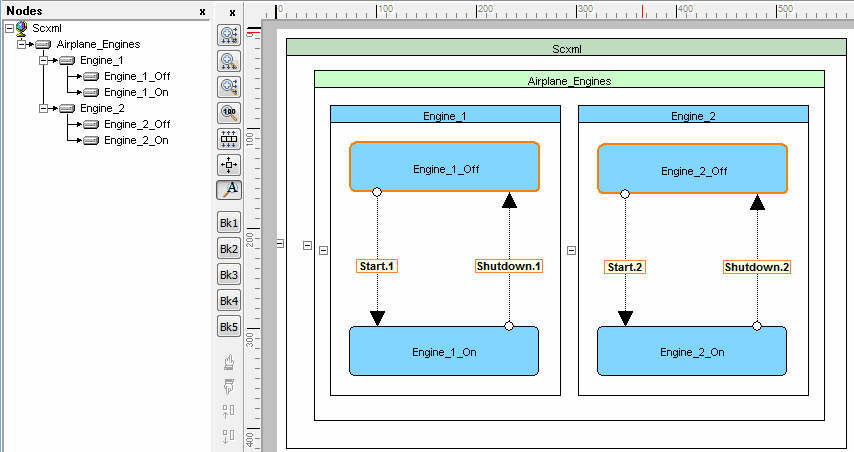 Nodes x
Scxml
Airplane_Engines
Engine_1
Engine_1_Off
Engine_1_On
Engine_2
Engine_2_Off
Engine_2_On
x
100
A
Bk1
Bk2
Bk3
Bk4
Bk5
0 100 200 300 400 500
0
100
200
300
400
Scxml
Airplane_Engines
Engine_1 Engine_2
Engine_1_Off Engine_2_Off
Start.1 Shutdown.1 Start.2 Shutdown.2
Engine_1_On Engine_2_On